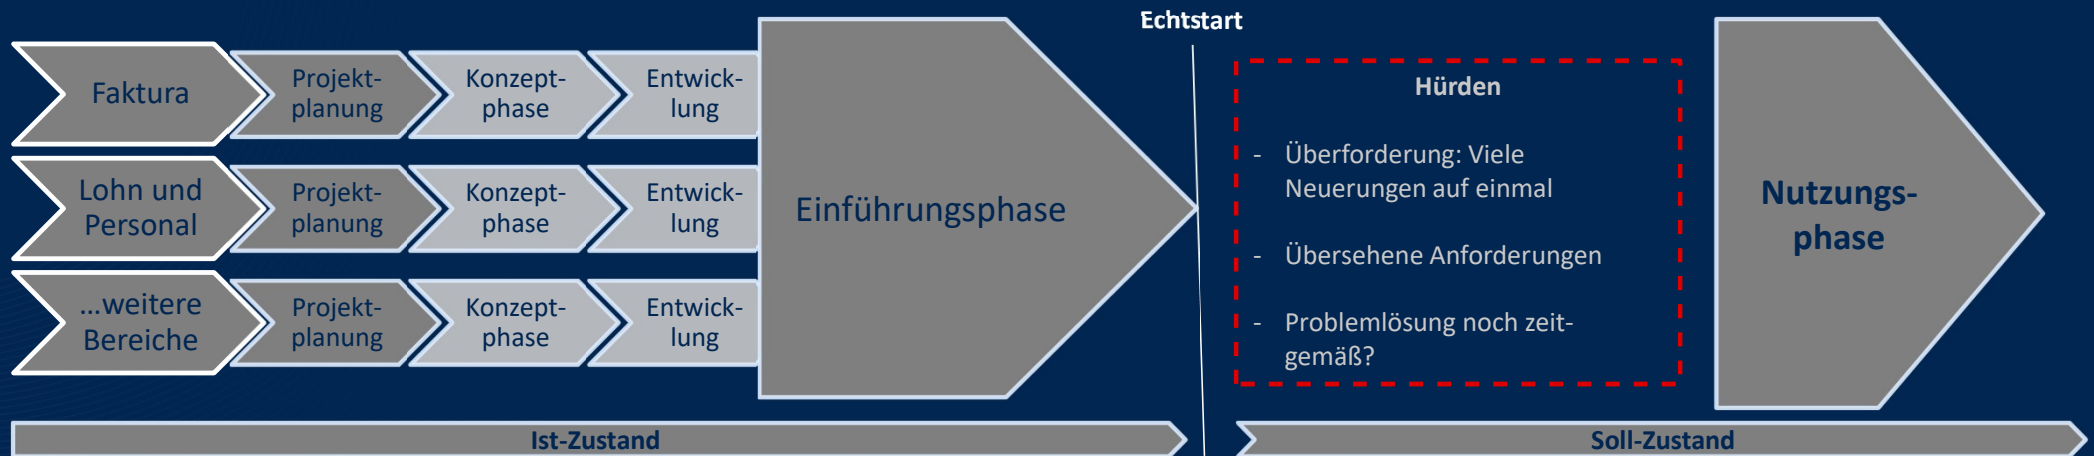 Echtstart
Faktura
Projekt-
planung
Konzept-
phase
Entwick-
lung
Lohn und
Personal
Projekt-
planung
Konzept-
phase
Entwick-
lung
...weitere
Bereiche
Projekt-
planung
Konzept-
phase
Entwick-
lung
Einführungsphase
Hürden
- Überforderung: Viele
Neuerungen auf einmal
- Übersehene Anforderungen
- Problemlösung noch zeit-
gemäß?
Nutzungs-
phase
Ist-Zustand
Soll-Zustand